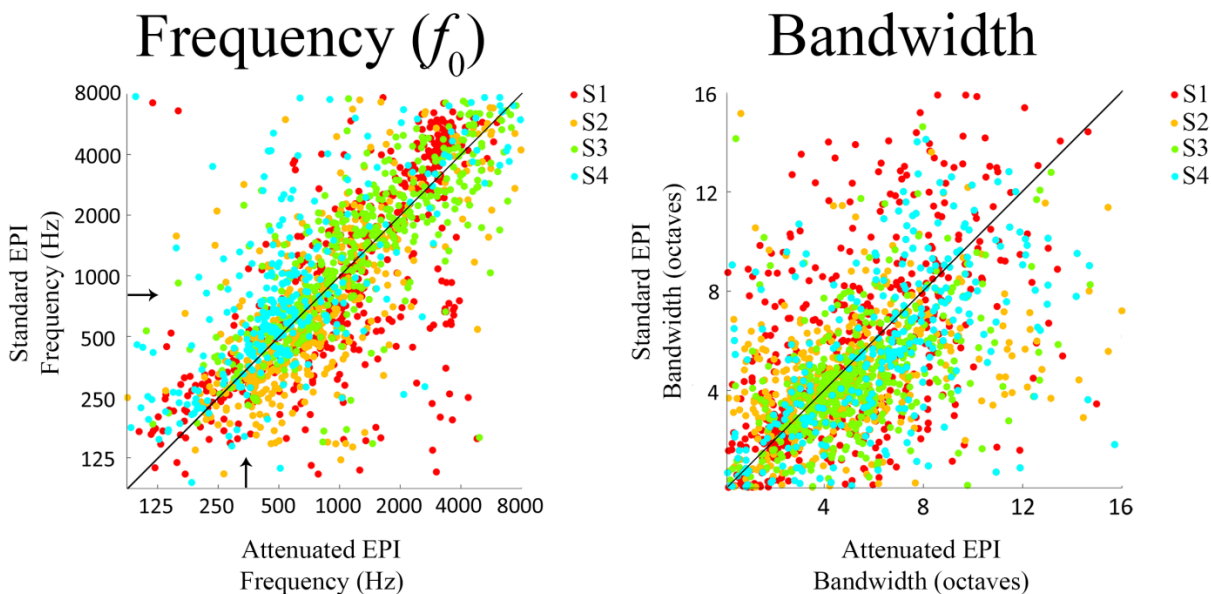 Frequency (f0)
8000
4000
2000
1000
500
250
125
Standard EPI
Frequency (Hz)
125 250 500 1000 2000 4000 8000
Attenuated EPI
Frequency (Hz)
S1
S2
S3
S4
Bandwidth
16
12
8
4
Standard EPI
Bandwidth (octaves)
4 8 12 16
Attenuated EPI
Bandwidth (octaves)
S1
S2
S3
S4